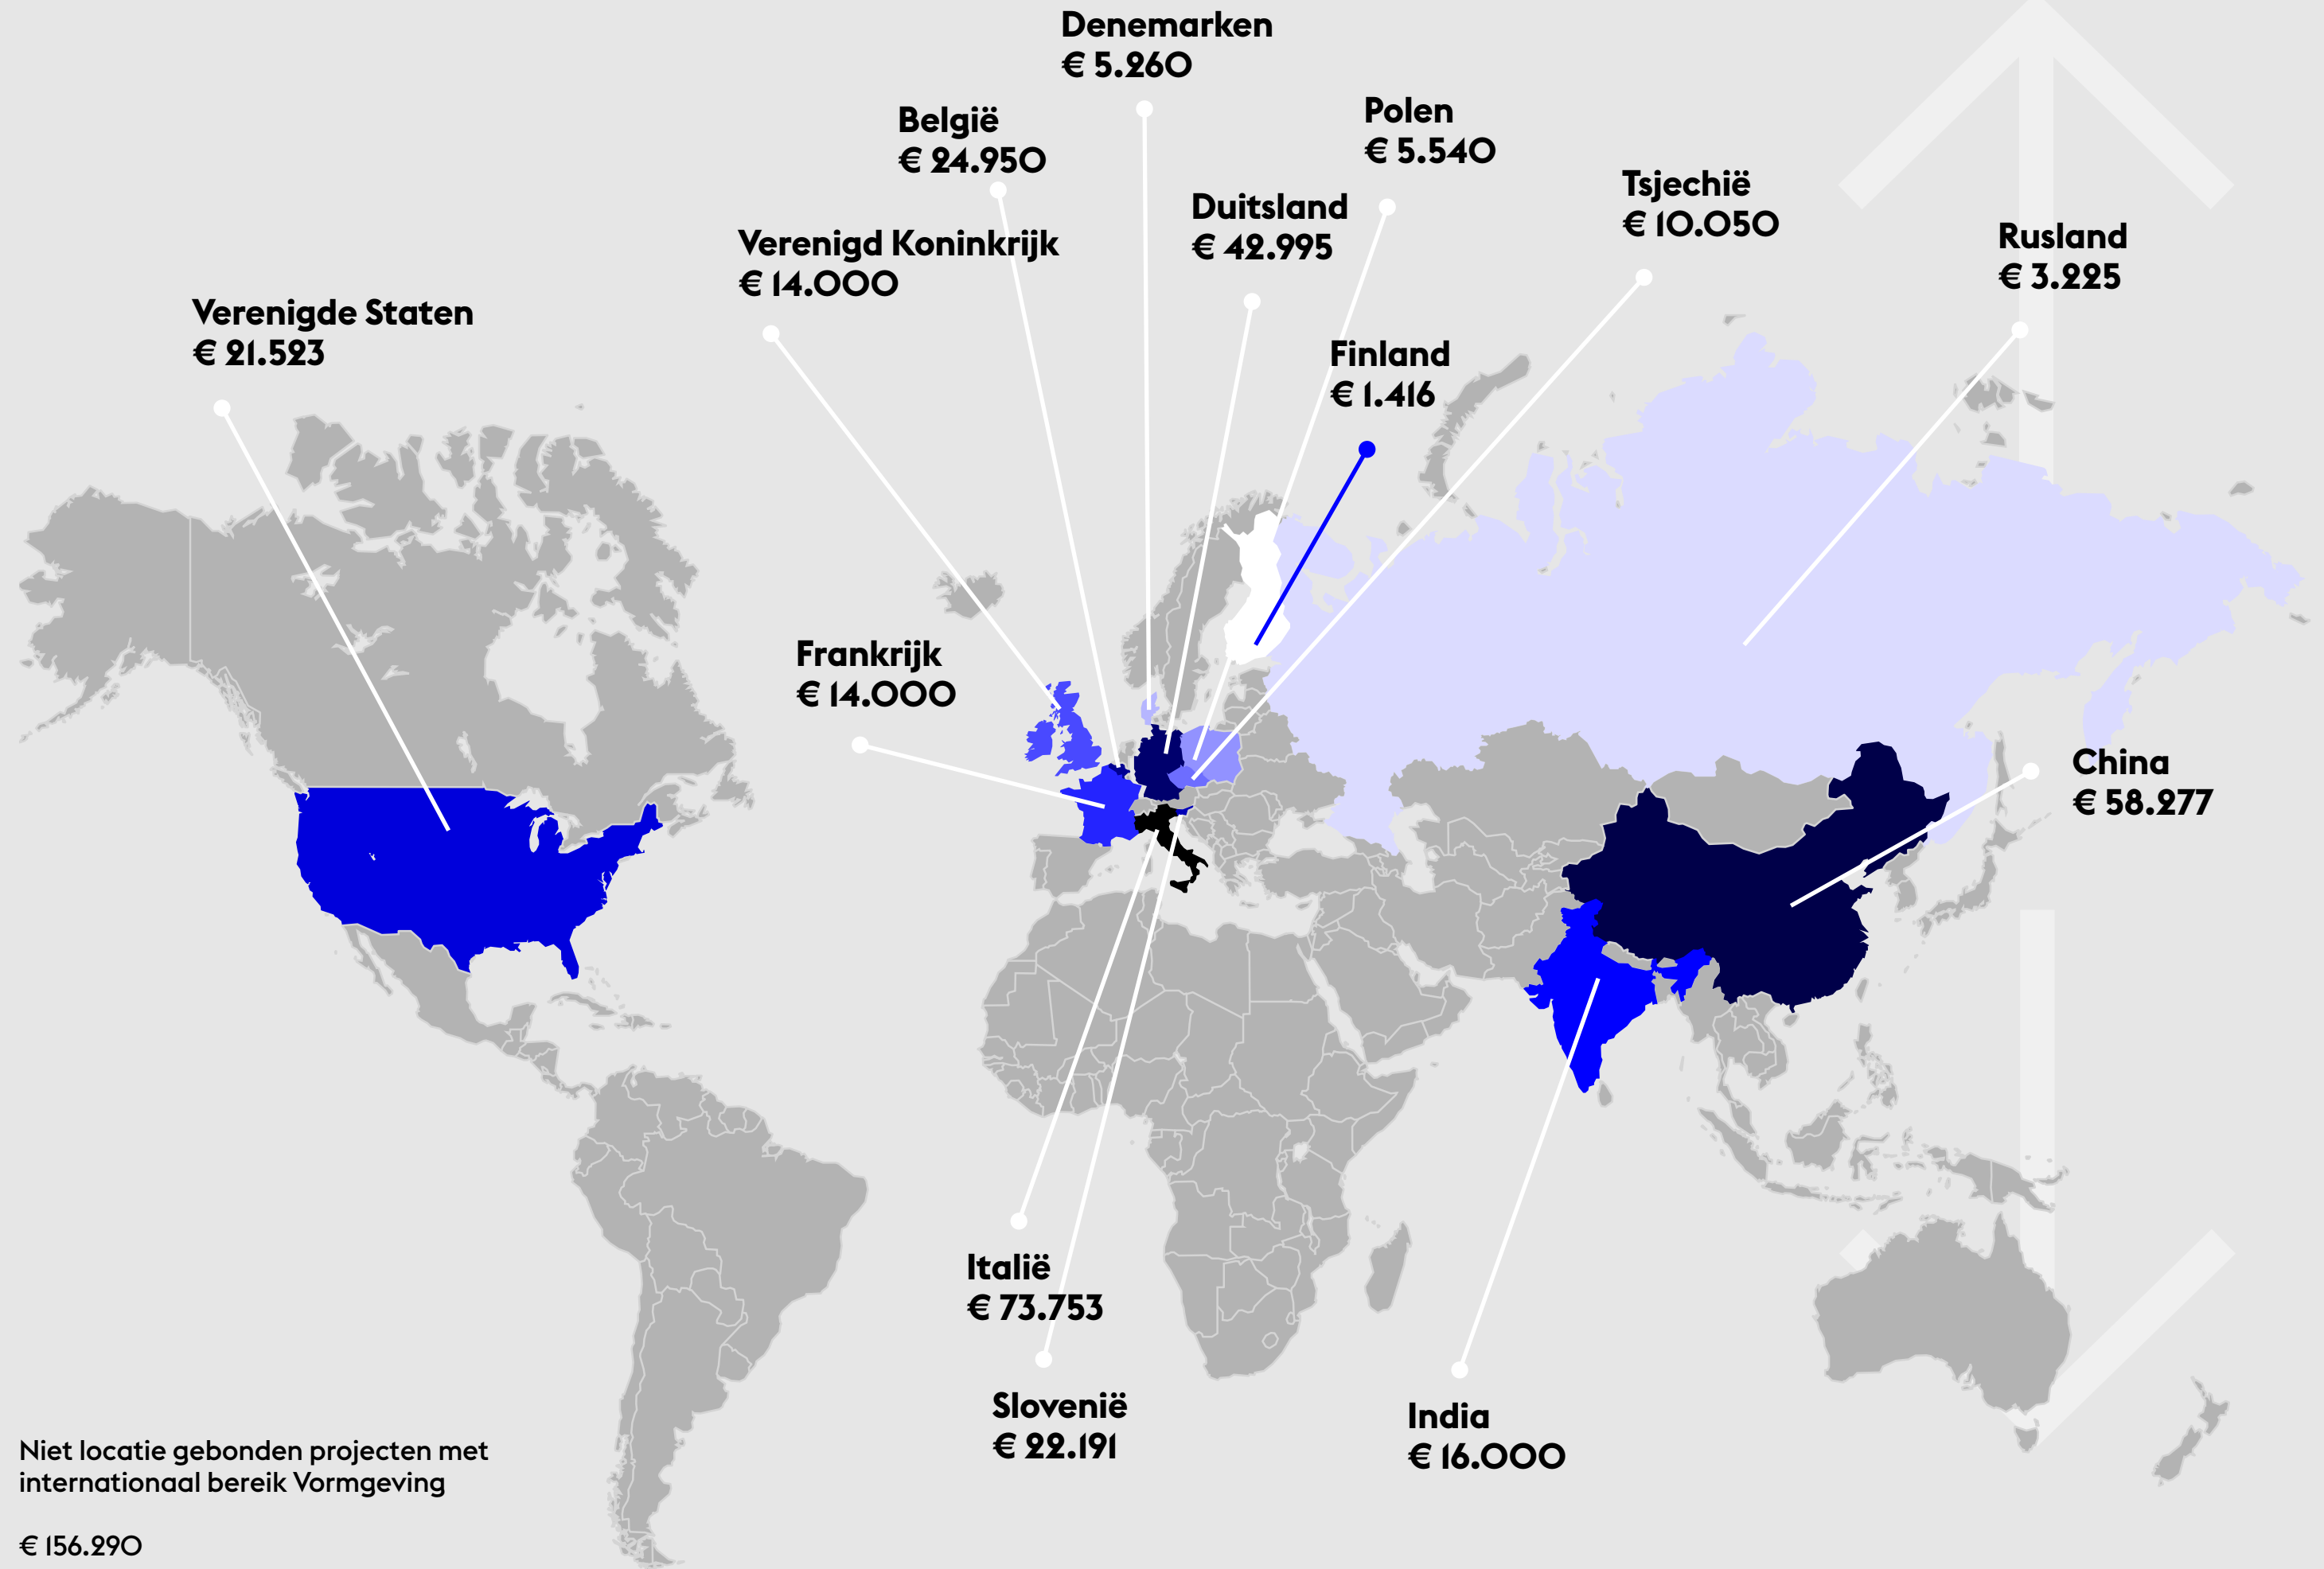 Denemarken
€ 5.260
België
€ 24.950
Polen
€ 5.540
Tsjechië
€ 10.050
Duitsland
€ 42.995
Verenigd Koninkrijk
€ 14.000
Rusland
€ 3.225
Verenigde Staten
€ 21.523
Finland
€ 1.416
Frankrijk
€ 14.000
China
€ 58.277
Italië
€ 73.753
Slovenië
€ 22.191
India
€ 16.000
Niet locatie gebonden projecten met
internationaal bereik Vormgeving
€ 156.290